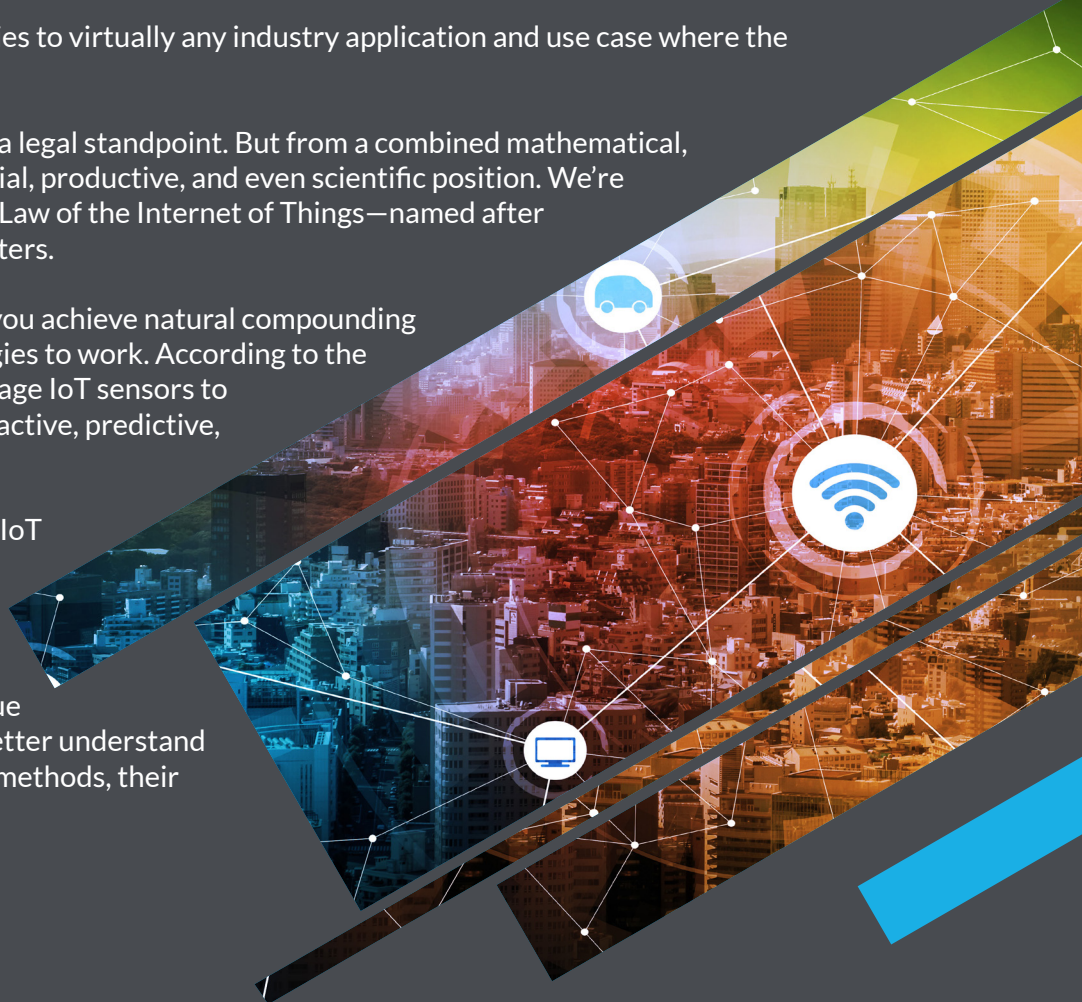 es to virtually any industry application and use case where the
a legal standpoint. But from a combined mathematical,
ial, productive, and even scientific position. We’re
Law of the Internet of Things—named after
ters.
you achieve natural compounding
gies to work. According to the
age IoT sensors to
active, predictive,
IoT
ue
etter understand
methods, their